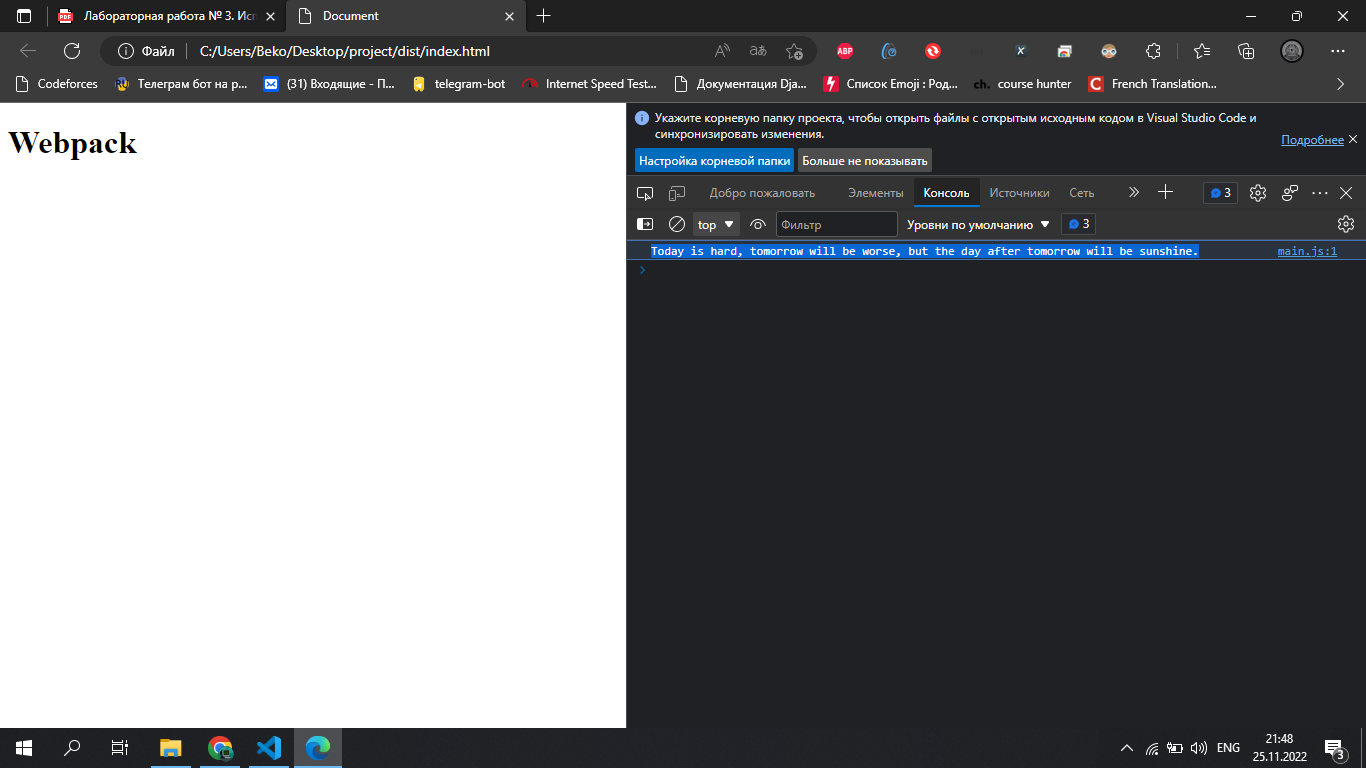 Лабораторная работа № 3. Исп
Document
Файл
C:/Users/Beko/Desktop/project/dist/index.html
ABP
Codeforces
Телеграм бот на р...
(31) Входящие - П...
telegram-bot
Internet Speed Test...
Документация Dja...
Список Emoji : Род...
ch. course hunter
French Translation...
Webpack
Укажите корневую папку проекта, чтобы открыть файлы с открытым исходным кодом в Visual Studio Code и
синхронизировать изменения.
Подробнее
Настройка корневой папки
Больше не показывать
Добро пожаловать
Элементы
Консоль
Источники
Сеть
3
top
Фильтр
Уровни по умолчанию
3
Today is hard, tomorrow will be worse, but the day after tomorrow will be sunshine.
main.js:1
ENG
21:48
25.11.2022
3